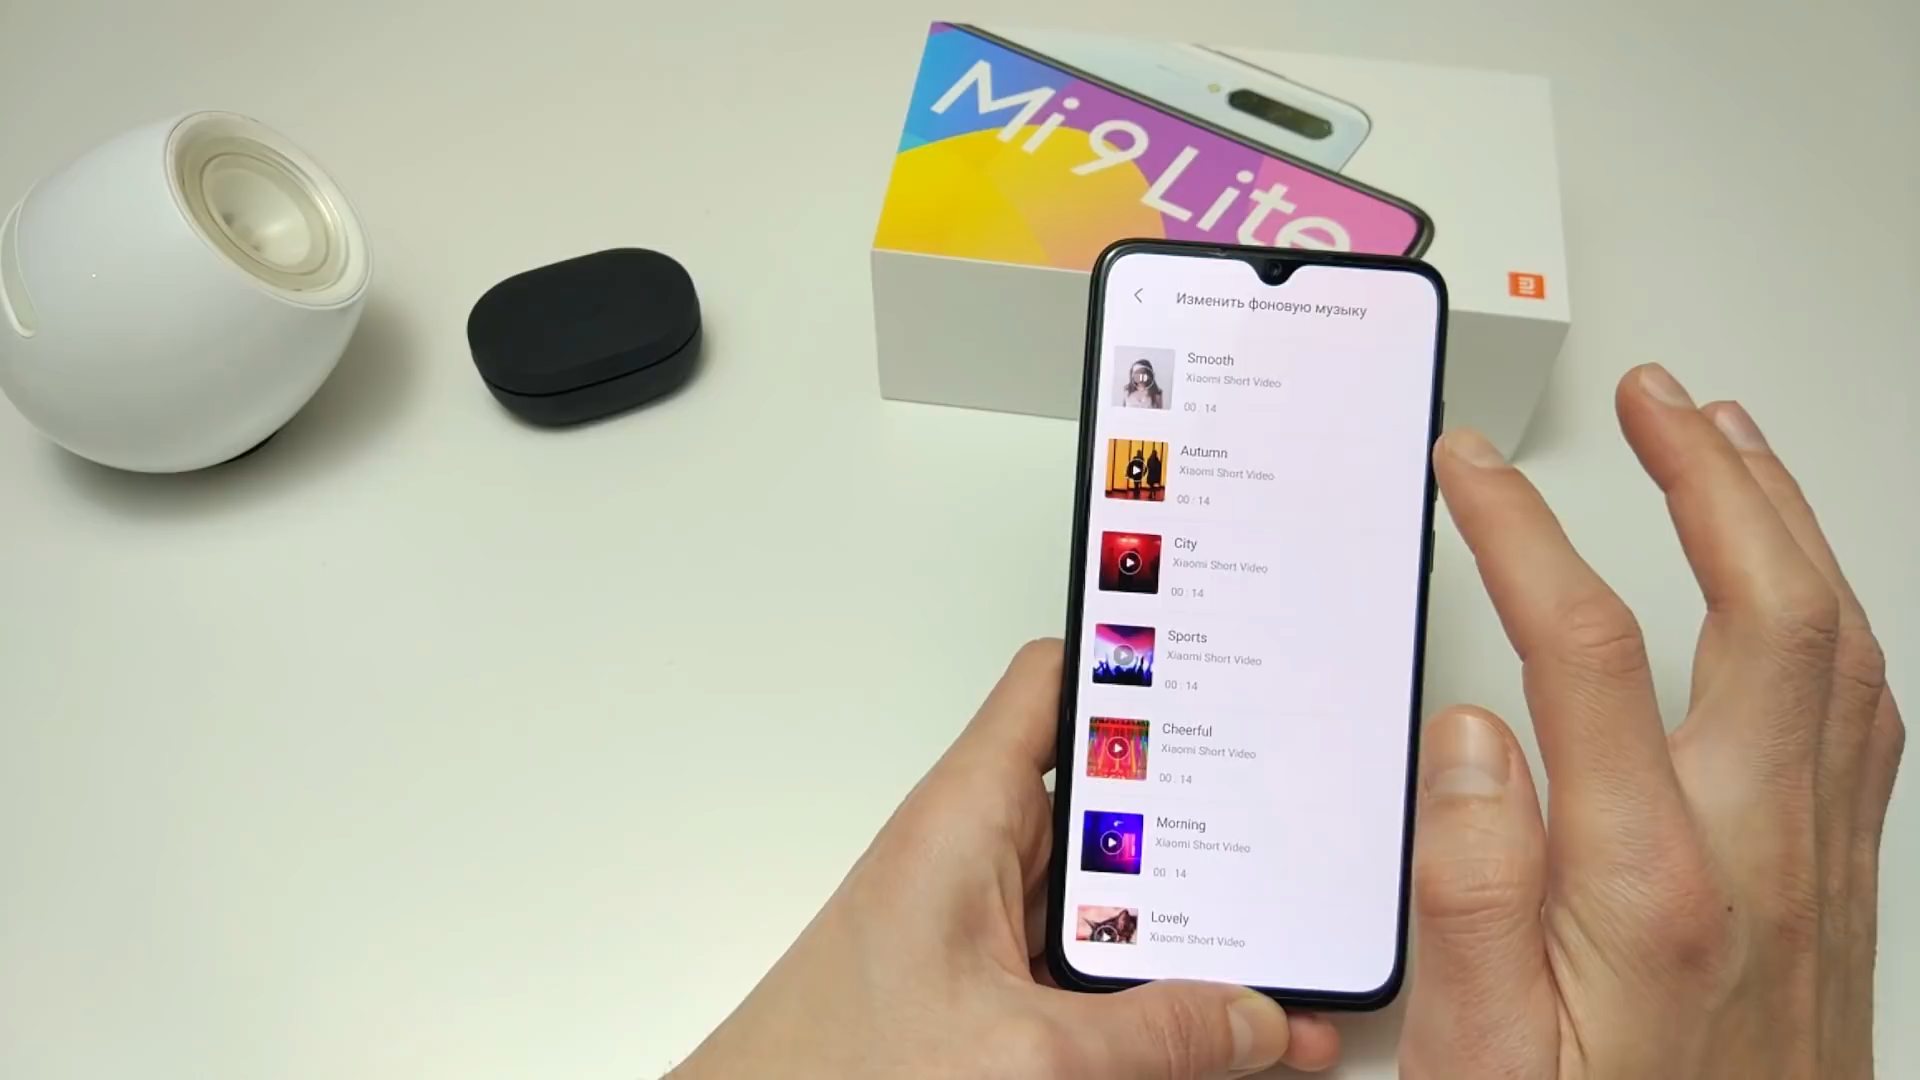 Mi 9 Lite
Изменить фоновую музыку
Smooth
Xiaomi Short Video
00 : 14
Autumn
Xiaomi Short Video
00 : 14
City
Xiaomi Short Video
00 : 14
Sports
Xiaomi Short Video
00 : 14
Cheerful
Xiaomi Short Video
00 : 14
Morning
Xiaomi Short Video
00 : 14
Lovely
Xiaomi Short Video